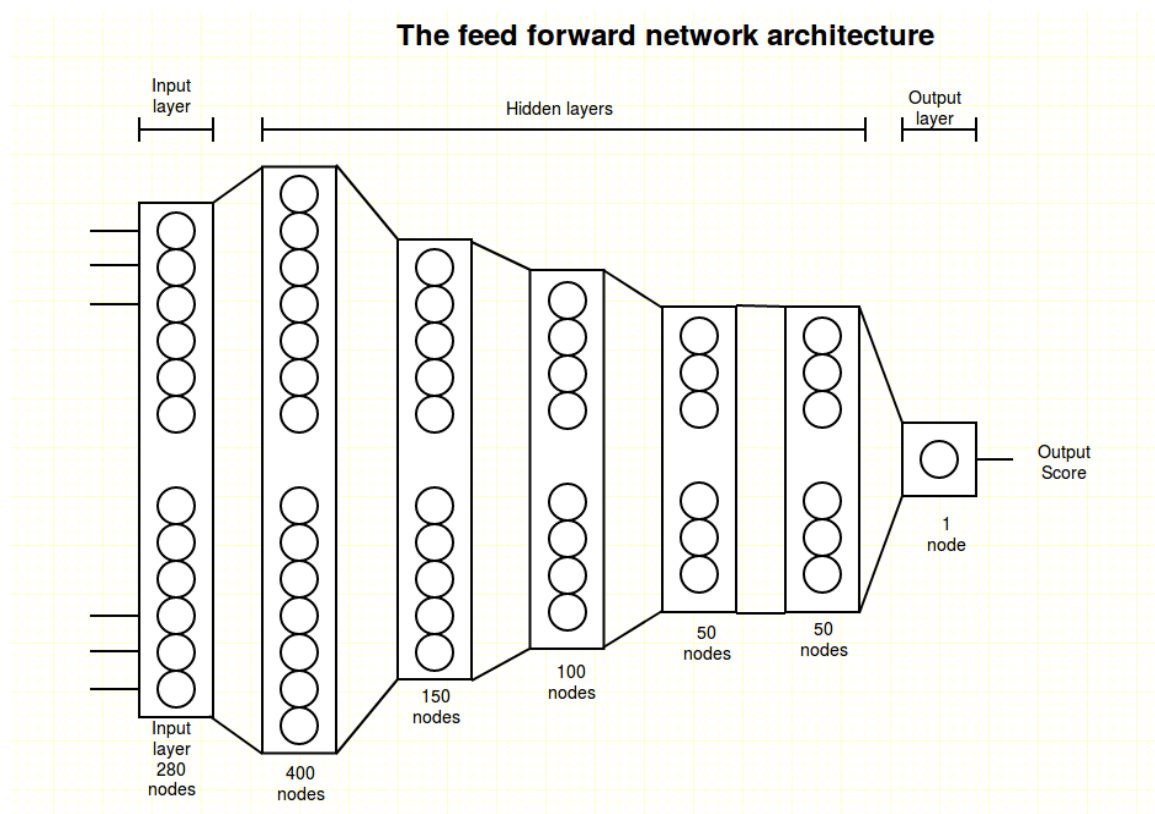 The feed forward network architecture
Input
layer
Hidden layers
Output
layer
Output
Score
1
node
50
nodes
50
nodes
100
nodes
150
nodes
Input
layer
280
nodes
400
nodes